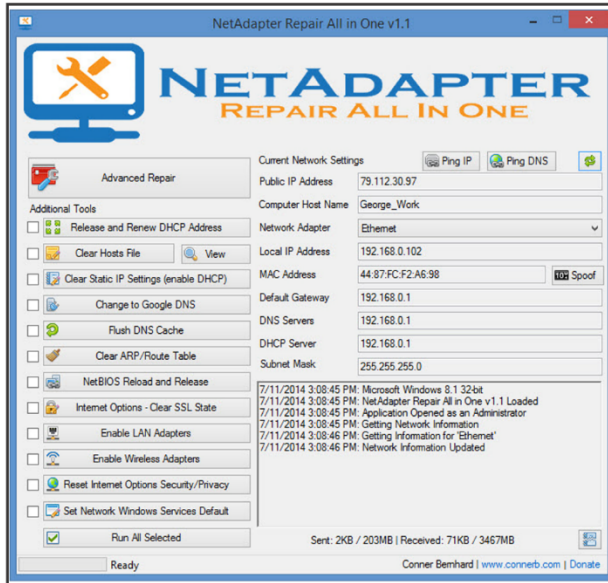 NetAdapter Repair All in One v1.1
NETADAPTER
REPAIR ALL IN ONE
Advanced Repair
Additional Tools
Release and Renew DHCP Address
Clear Hosts File
View
Clear Static IP Settings (enable DHCP)
Change to Google DNS
Flush DNS Cache
Clear ARP/Route Table
NetBIOS Reload and Release
Internet Options - Clear SSL State
Enable LAN Adapters
Enable Wireless Adapters
Reset Internet Options Security/Privacy
Set Network Windows Services Default
Run All Selected
Current Network Settings
Ping IP
Ping DNS
Public IP Address
79.112.30.97
Computer Host Name
George_Work
Network Adapter
Ethernet
Local IP Address
192.168.0.102
MAC Address
44:87:FC:F2:A6:98
Spoof
Default Gateway
192.168.0.1
DNS Servers
192.168.0.1
DHCP Server
192.168.0.1
Subnet Mask
255.255.255.0
7/11/2014 3:08:45 PM: Microsoft Windows 8.1 32-bit
7/11/2014 3:08:45 PM: NetAdapter Repair All in One v1.1 Loaded
7/11/2014 3:08:45 PM: Application Opened as an Administrator
7/11/2014 3:08:45 PM: Getting Network Information
7/11/2014 3:08:46 PM: Getting Information for 'Ethernet'
7/11/2014 3:08:46 PM: Network Information Updated
Sent: 2KB / 203MB | Received: 71KB / 3467MB
Ready
Conner Bernhard | www.connerb.com | Donate